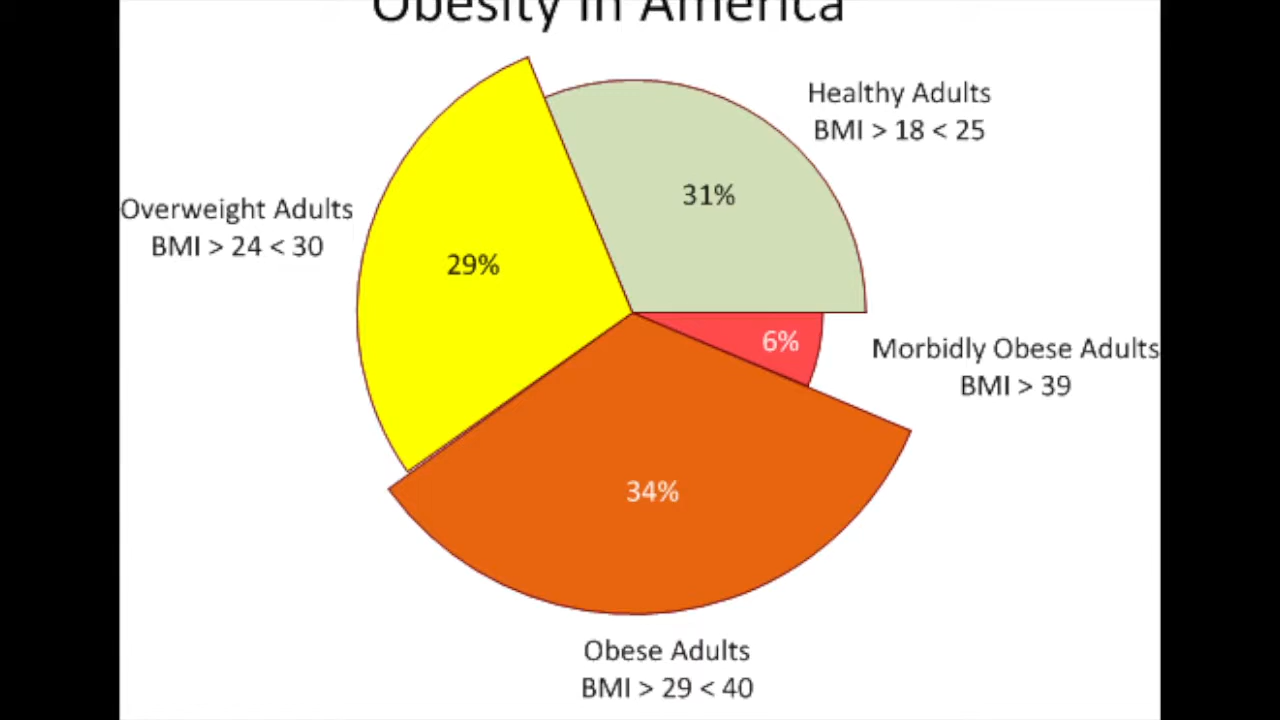 Obesity in America
Healthy Adults
BMI > 18 < 25
31%
Overweight Adults
BMI > 24 < 30
29%
6%
Morbidly Obese Adults
BMI > 39
34%
Obese Adults
BMI > 29 < 40